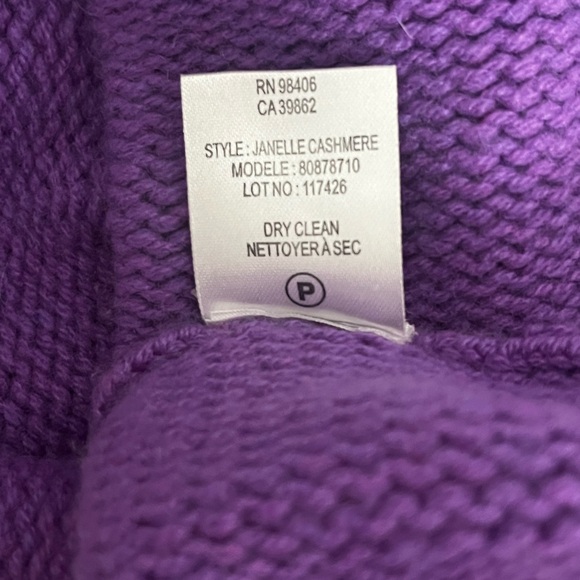 RN 98406
CA 39862
STYLE : JANELLE CASHMERE
MODELE : 80878710
LOT NO : 117426
DRY CLEAN
NETTOYER À SEC
P